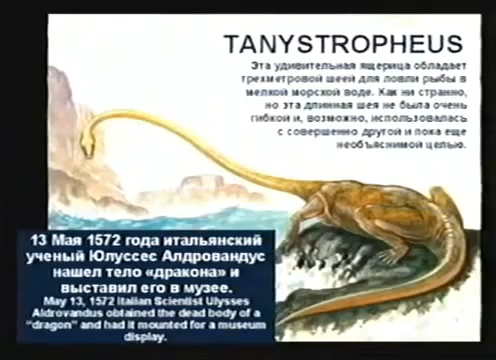 TANYSTROPHEUS
Эта удивительная ящерица обладает
трехметровой шеей для ловли рыбы в
мелкой морской воде. Как ни странно,
но эта длинная шея не была очень
гибкой и, возможно, использовалась
с совершенно другой и пока еще
необъяснимой целью.
13 Мая 1572 года итальянский
ученый Юлуссес Алдровандус
нашел тело «дракона» и
выставил его в музее.
May 13, 1572 Italian Scientist Ulysses
Aldrovandus obtained the dead body of a
"dragon" and had it mounted for a museum
display.